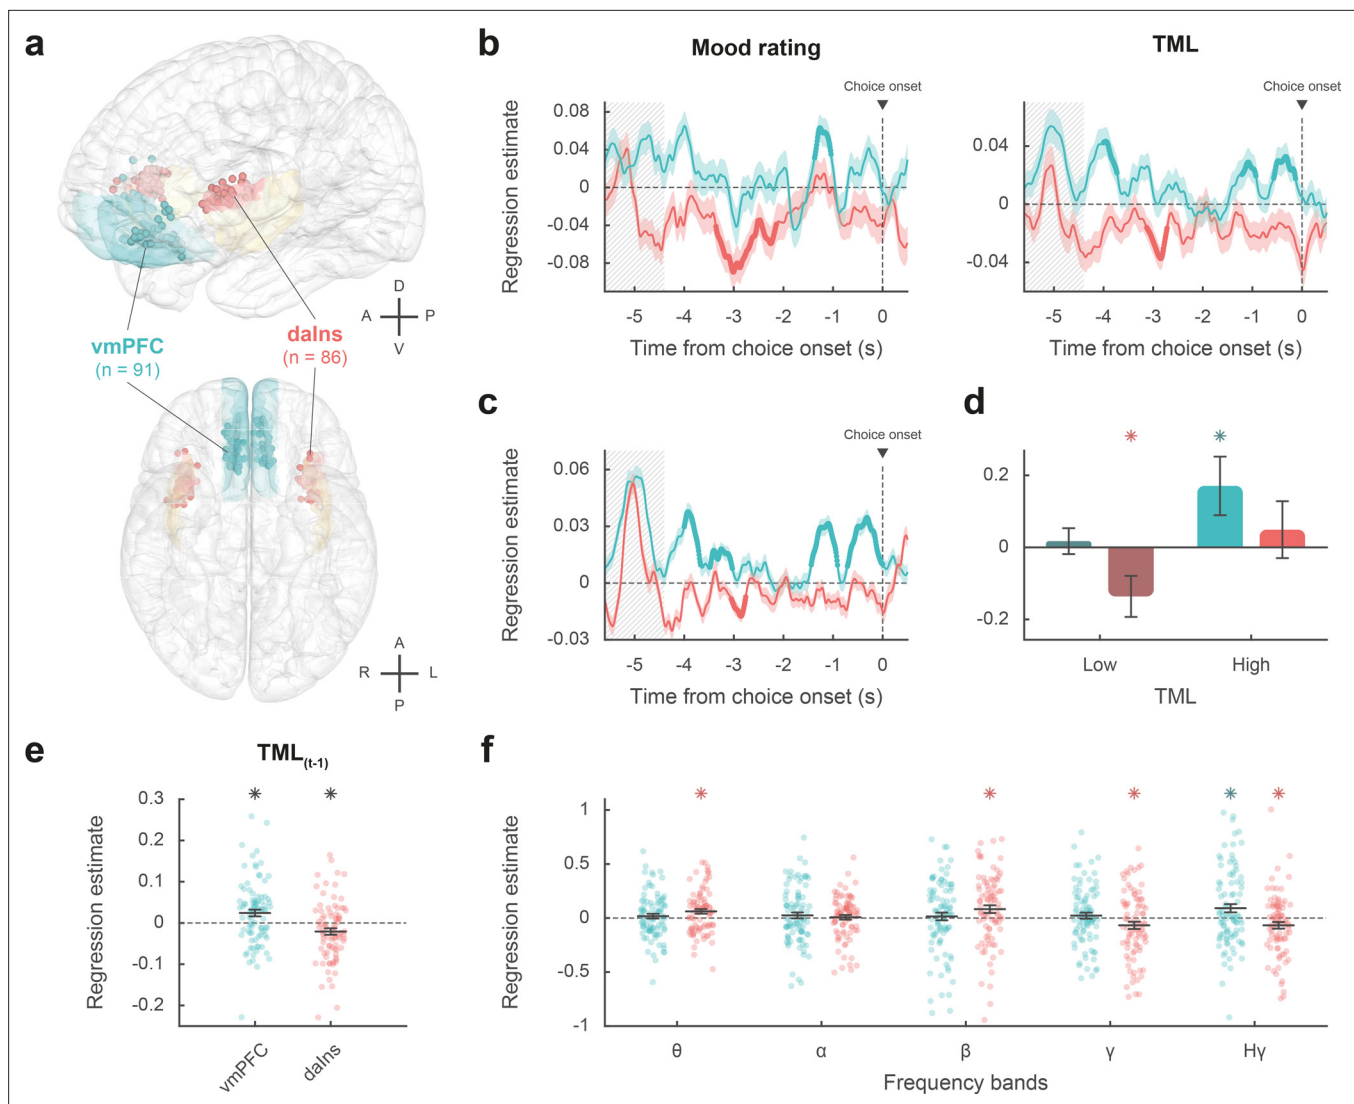 a
D
A
P
V
vmPFC
(n = 91)
daIns
(n = 86)
A
R
L
P
b
Mood rating
Choice onset
Regression estimate
0.08
0.04
0
-0.04
-0.08
-5
-4
-3
-2
-1
0
Time from choice onset (s)
TML
Choice onset
0.04
0
-0.04
-5
-4
-3
-2
-1
0
Time from choice onset (s)
c
Choice onset
Regression estimate
0.06
0.03
0
-0.03
-5
-4
-3
-2
-1
0
Time from choice onset (s)
d
*
*
0.2
0
-0.2
Low
High
TML
e
TML(t-1)
*
*
Regression estimate
0.3
0.2
0.1
0
-0.1
-0.2
vmPFC
daIns
f
*
*
*
*
*
Regression estimate
1
0.5
0
-0.5
-1
θ
α
β
γ
Hγ
Frequency bands